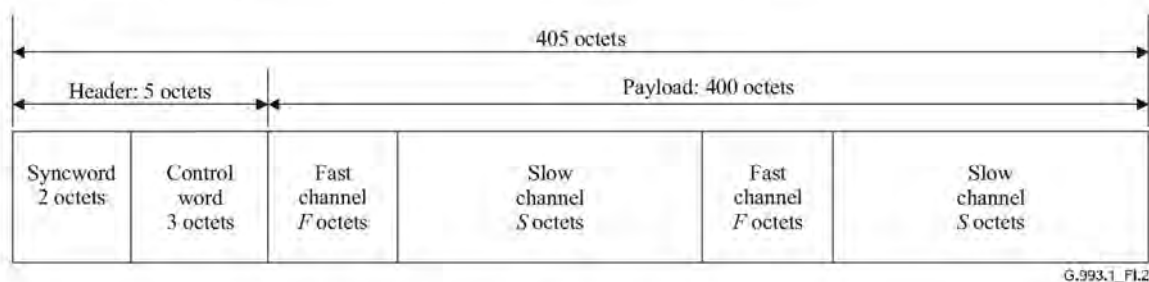 405 octets
Header: 5 octets
Payload: 400 octets
Syncword
2 octets
Control
word
3 octets
Fast
channel
F octets
Slow
channel
S octets
Fast
channel
F octets
Slow
channel
S octets
G.993.1_FI.2